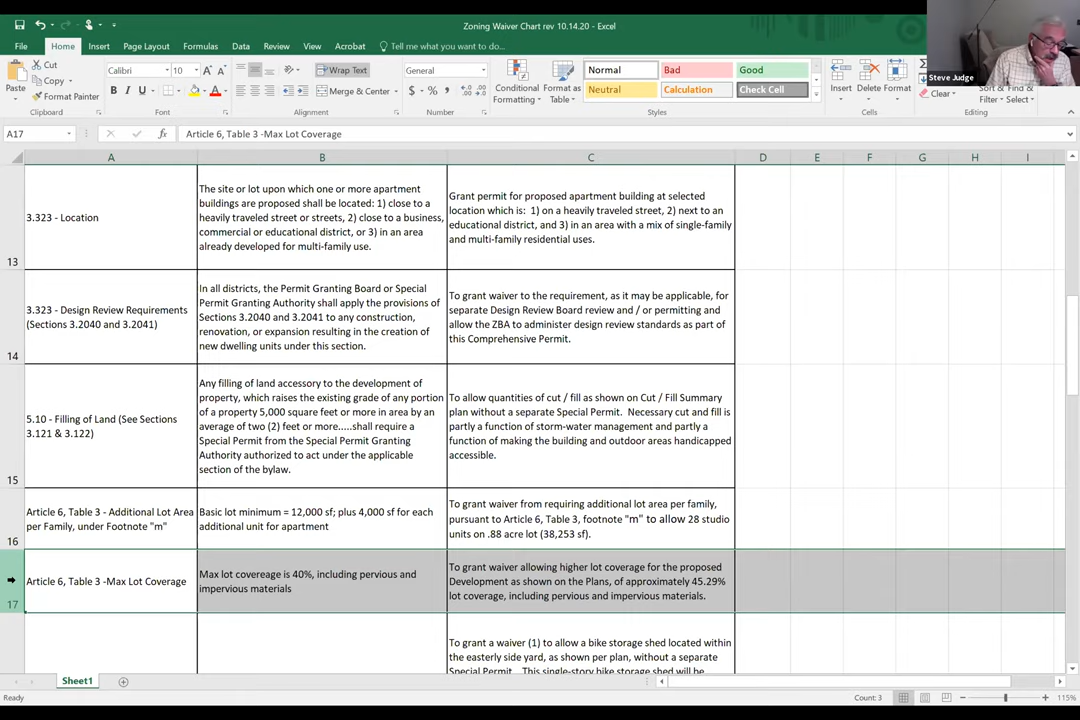 Zoning Waiver Chart rev 10.14.20 - Excel
File Home Insert Page Layout Formulas Data Review View Acrobat Tell me what you want to do...
Paste
Cut
Copy
Format Painter
Clipboard
Calibri 10
B I U
Font
Wrap Text
Merge & Center
Alignment
General
$ % ,
Number
Conditional Formatting
Format as Table
Normal Bad Good
Neutral Calculation Check Cell
Styles
Insert Delete Format
Cells
Clear
Sort & Find &
Filter Select
Editing
Steve Judge
A17 fx Article 6, Table 3 -Max Lot Coverage
A B C D E F G H I
13
3.323 - Location
The site or lot upon which one or more apartment
buildings are proposed shall be located: 1) close to a
heavily traveled street or streets, 2) close to a business,
commercial or educational district, or 3) in an area
already developed for multi-family use.
Grant permit for proposed apartment building at selected
location which is: 1) on a heavily traveled street, 2) next to an
educational district, and 3) in an area with a mix of single-family
and multi-family residential uses.
14
3.323 - Design Review Requirements
(Sections 3.2040 and 3.2041)
In all districts, the Permit Granting Board or Special
Permit Granting Authority shall apply the provisions of
Sections 3.2040 and 3.2041 to any construction,
renovation, or expansion resulting in the creation of
new dwelling units under this section.
To grant waiver to the requirement, as it may be applicable, for
separate Design Review Board review and / or permitting and
allow the ZBA to administer design review standards as part of
this Comprehensive Permit.
15
5.10 - Filling of Land (See Sections
3.121 & 3.122)
Any filling of land accessory to the development of
property, which raises the existing grade of any portion
of a property 5,000 square feet or more in area by an
average of two (2) feet or more.....shall require a
Special Permit from the Special Permit Granting
Authority authorized to act under the applicable
section of the bylaw.
To allow quantities of cut / fill as shown on Cut / Fill Summary
plan without a separate Special Permit. Necessary cut and fill is
partly a function of storm-water management and partly a
function of making the building and outdoor areas handicapped
accessible.
16
Article 6, Table 3 - Additional Lot Area
per Family, under Footnote "m"
Basic lot minimum = 12,000 sf; plus 4,000 sf for each
additional unit for apartment
To grant waiver from requiring additional lot area per family,
pursuant to Article 6, Table 3, footnote "m" to allow 28 studio
units on .88 acre lot (38,253 sf).
17
Article 6, Table 3 -Max Lot Coverage
Max lot covereage is 40%, including pervious and
impervious materials
To grant waiver allowing higher lot coverage for the proposed
Development as shown on the Plans, of approximately 45.29%
lot coverage, including pervious and impervious materials.
To grant a waiver (1) to allow a bike storage shed located within
the easterly side yard, as shown per plan, without a separate
Special Permit. This single-story bike storage shed will be
Sheet1
Ready Count: 3 115%